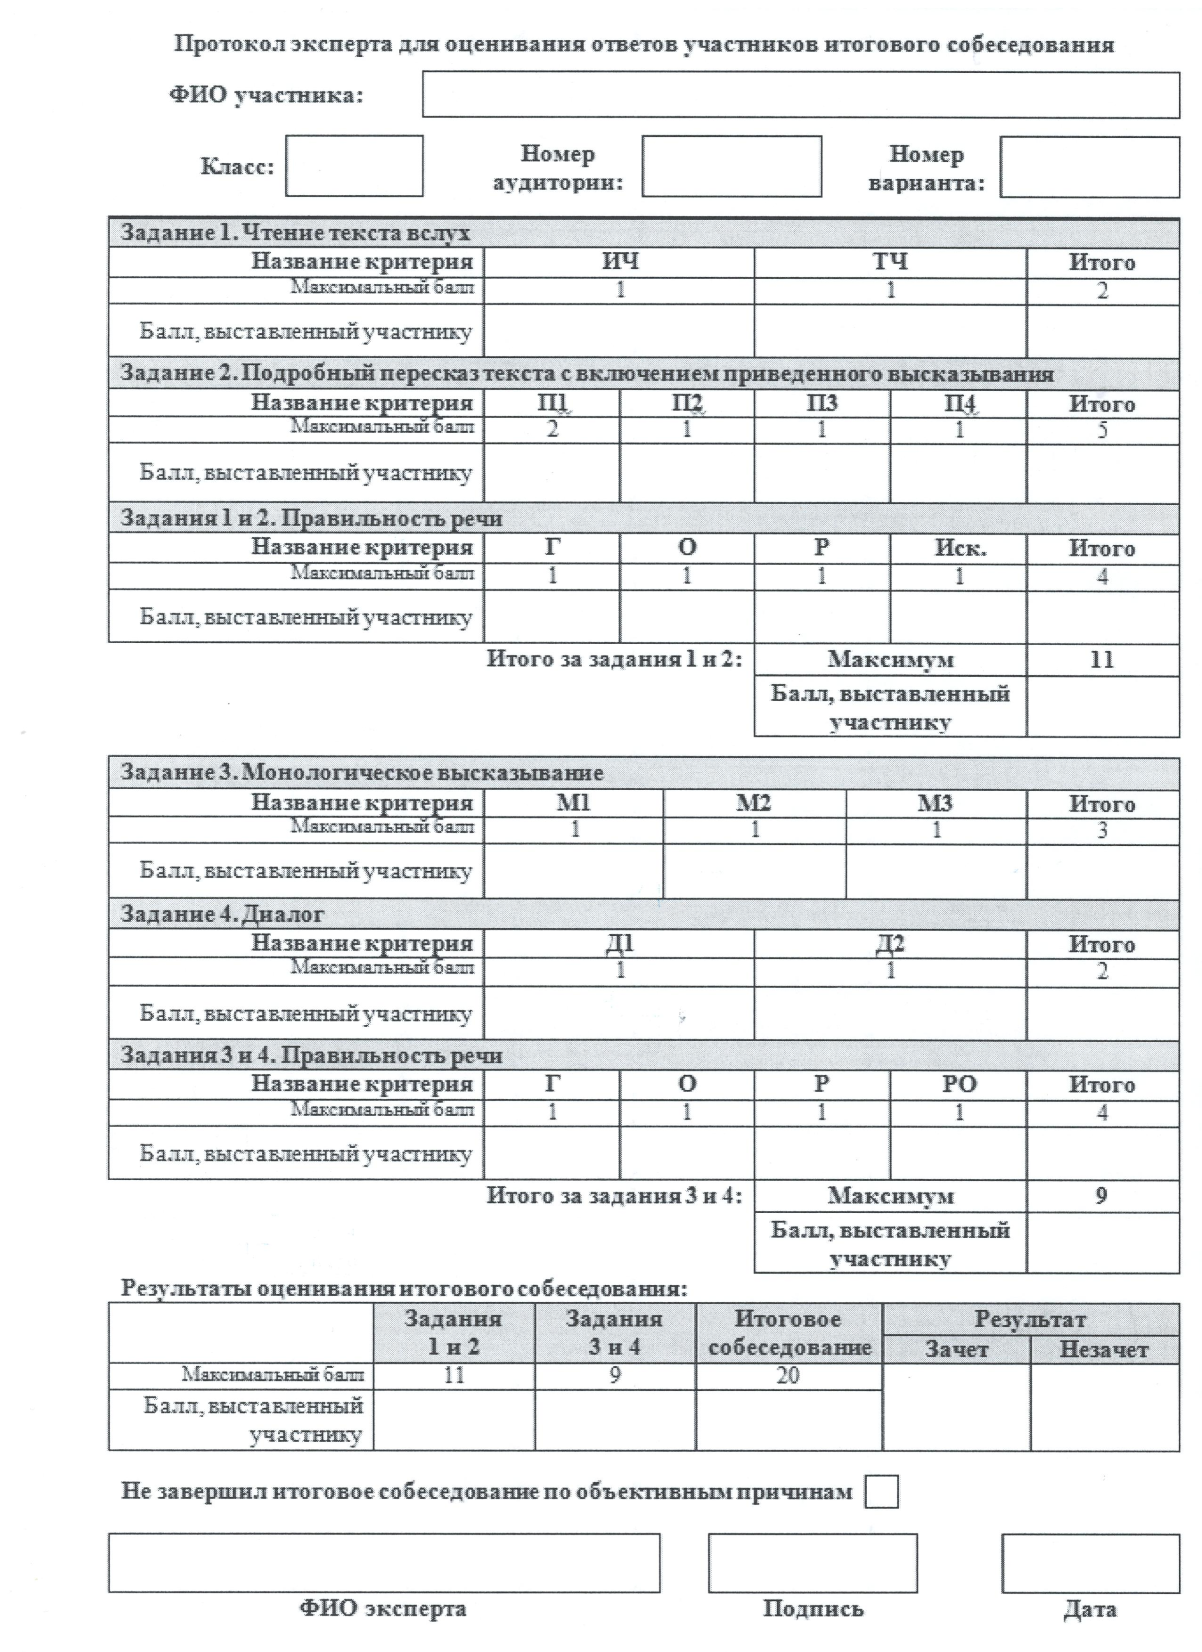 Протокол эксперта для оценивания ответов участников итогового собеседования
ФИО участника:
Класс: Номер аудитории: Номер варианта:
Задание 1. Чтение текста вслух
Название критерия ИЧ ТЧ Итого
Максимальный балл 1 1 2
Балл, выставленный участнику
Задание 2. Подробный пересказ текста с включением приведенного высказывания
Название критерия П1 П2 П3 П4 Итого
Максимальный балл 2 1 1 1 5
Балл, выставленный участнику
Задания 1 и 2. Правильность речи
Название критерия Г О Р Иск. Итого
Максимальный балл 1 1 1 1 4
Балл, выставленный участнику
Итого за задания 1 и 2: Максимум 11
Балл, выставленный
участнику
Задание 3. Монологическое высказывание
Название критерия М1 М2 М3 Итого
Максимальный балл 1 1 1 3
Балл, выставленный участнику
Задание 4. Диалог
Название критерия Д1 Д2 Итого
Максимальный балл 1 1 2
Балл, выставленный участнику
Задания 3 и 4. Правильность речи
Название критерия Г О Р РО Итого
Максимальный балл 1 1 1 1 4
Балл, выставленный участнику
Итого за задания 3 и 4: Максимум 9
Балл, выставленный
участнику
Результаты оценивания итогового собеседования:
Задания 1 и 2 Задания 3 и 4 Итоговое собеседование Результат
Зачет Незачет
Максимальный балл 11 9 20
Балл, выставленный
участнику
Не завершил итоговое собеседование по объективным причинам
ФИО эксперта Подпись Дата